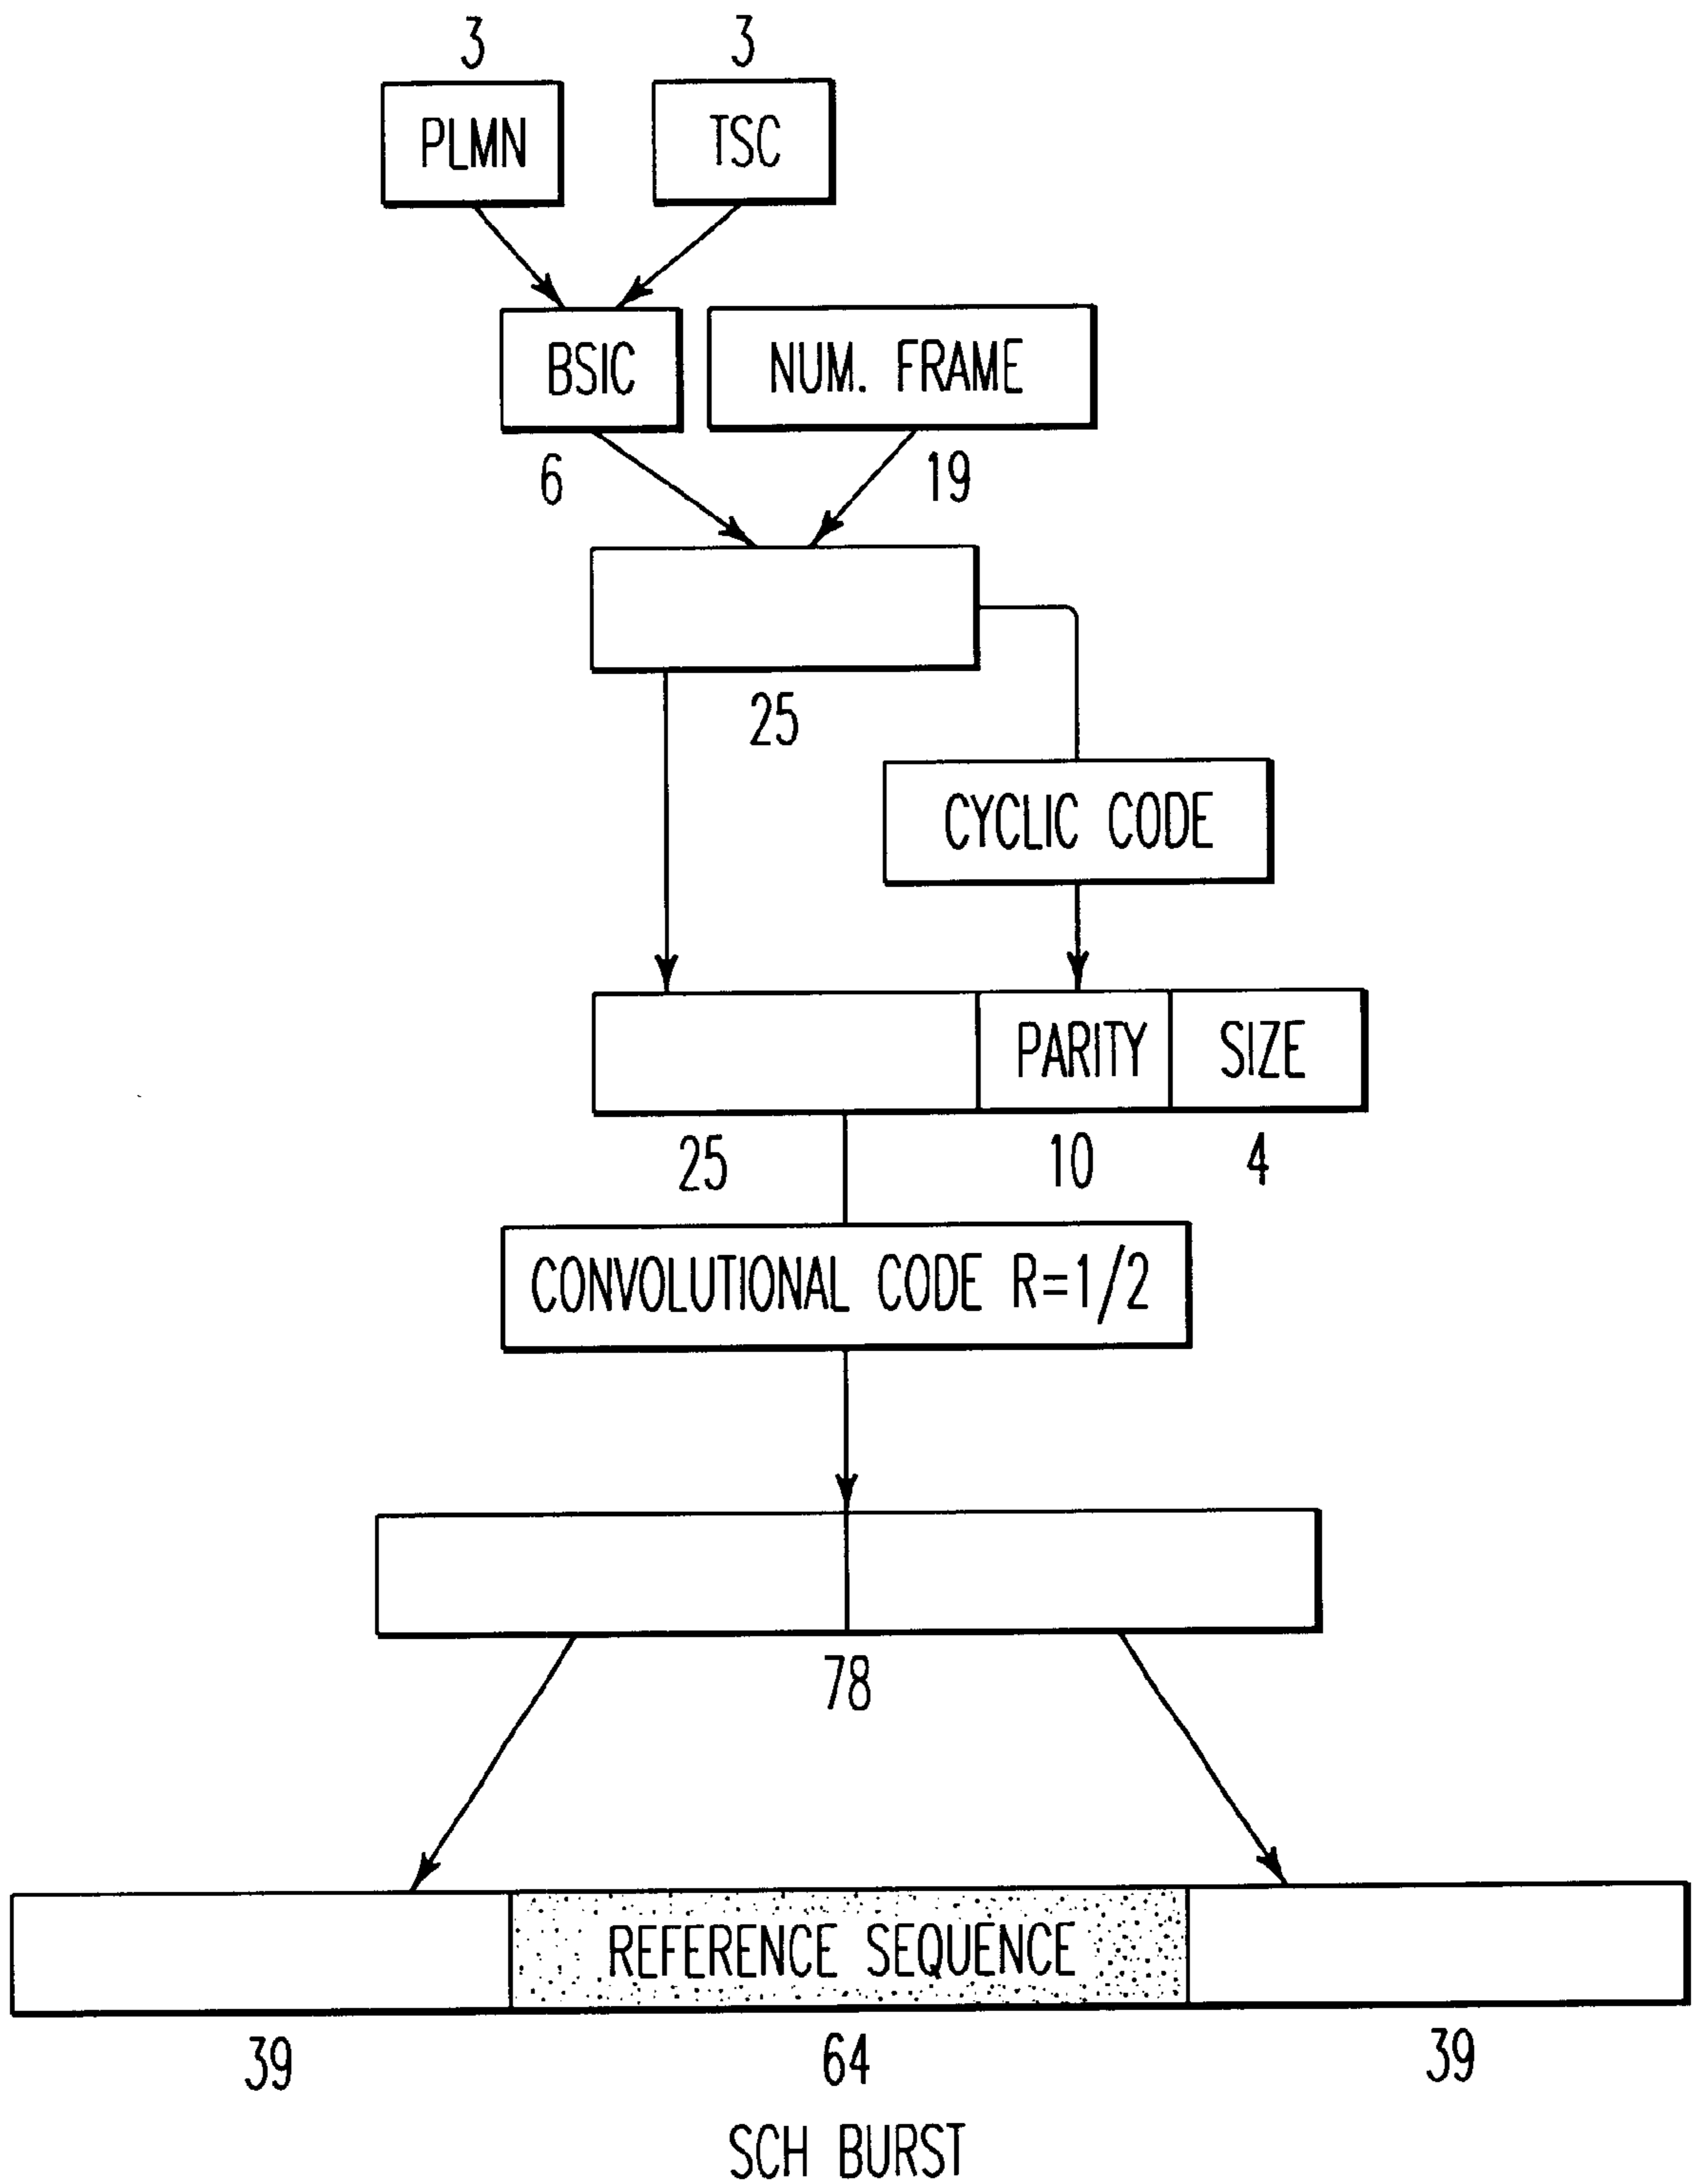 3 3
PLMN TSC
BSIC NUM. FRAME
6 19
25
CYCLIC CODE
PARITY SIZE
25 10 4
CONVOLUTIONAL CODE R=1/2
78
REFERENCE SEQUENCE
39 64 39
SCH BURST